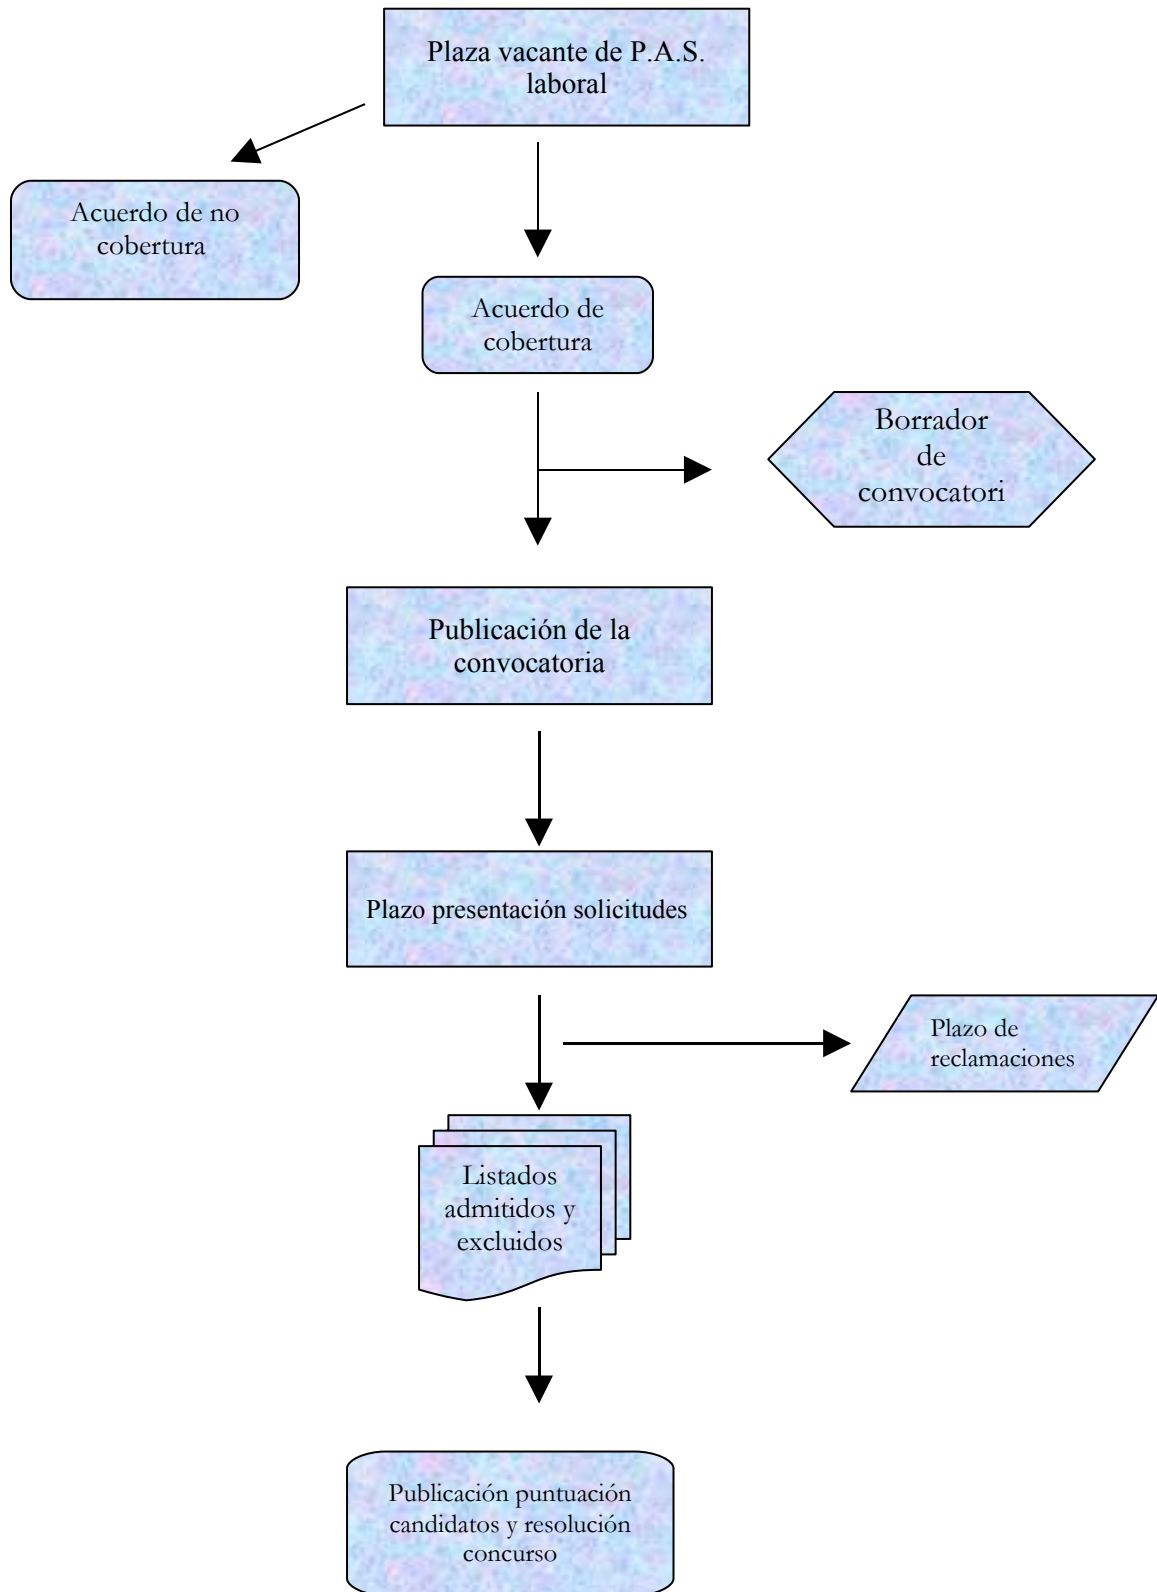 Plaza vacante de P.A.S.
laboral
Acuerdo de no
cobertura
Acuerdo de
cobertura
Borrador
de
convocatori
Publicación de la
convocatoria
Plazo presentación solicitudes
Plazo de
reclamaciones
Listados
admitidos y
excluidos
Publicación puntuación
candidatos y resolución
concurso